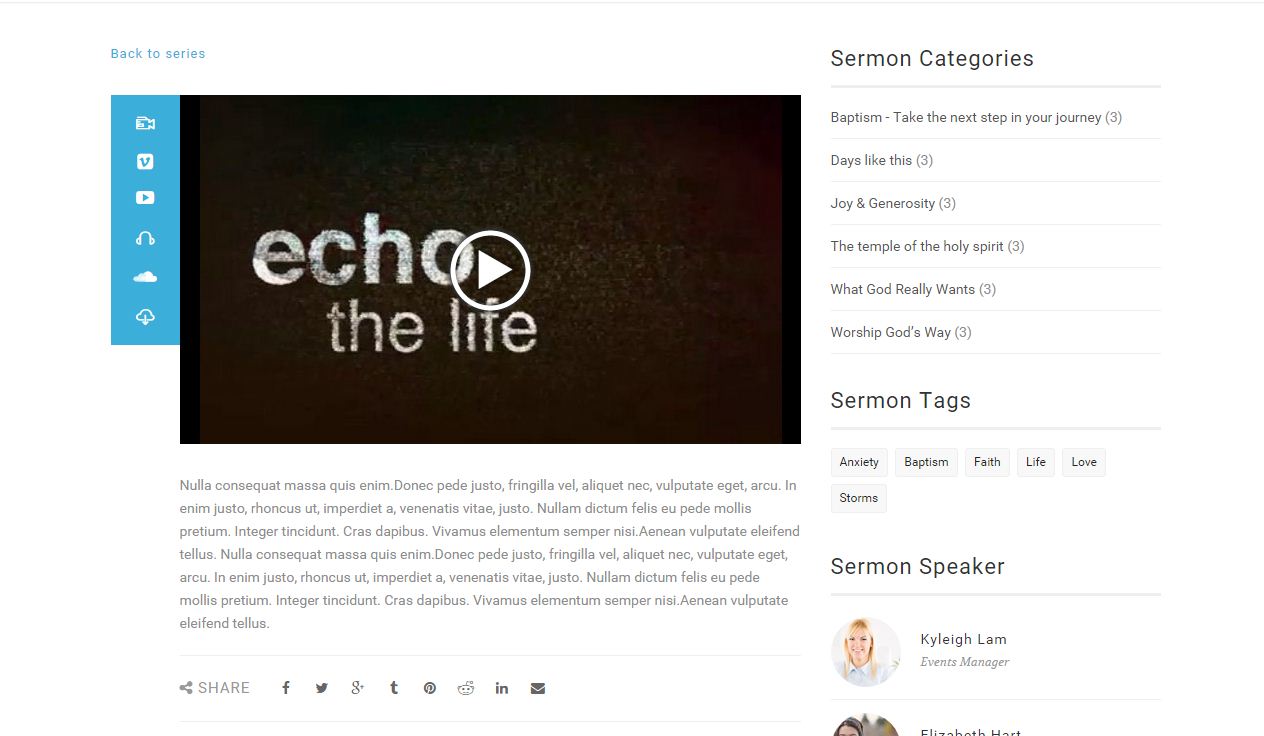 Back to series
echo
the life
Nulla consequat massa quis enim.Donec pede justo, fringilla vel, aliquet nec, vulputate eget, arcu. In
enim justo, rhoncus ut, imperdiet a, venenatis vitae, justo. Nullam dictum felis eu pede mollis
pretium. Integer tincidunt. Cras dapibus. Vivamus elementum semper nisi.Aenean vulputate eleifend
tellus. Nulla consequat massa quis enim.Donec pede justo, fringilla vel, aliquet nec, vulputate eget,
arcu. In enim justo, rhoncus ut, imperdiet a, venenatis vitae, justo. Nullam dictum felis eu pede
mollis pretium. Integer tincidunt. Cras dapibus. Vivamus elementum semper nisi.Aenean vulputate
eleifend tellus.
SHARE
Sermon Categories
Baptism - Take the next step in your journey (3)
Days like this (3)
Joy & Generosity (3)
The temple of the holy spirit (3)
What God Really Wants (3)
Worship God’s Way (3)
Sermon Tags
Anxiety Baptism Faith Life Love
Storms
Sermon Speaker
Kyleigh Lam
Events Manager
Elizabeth Hart